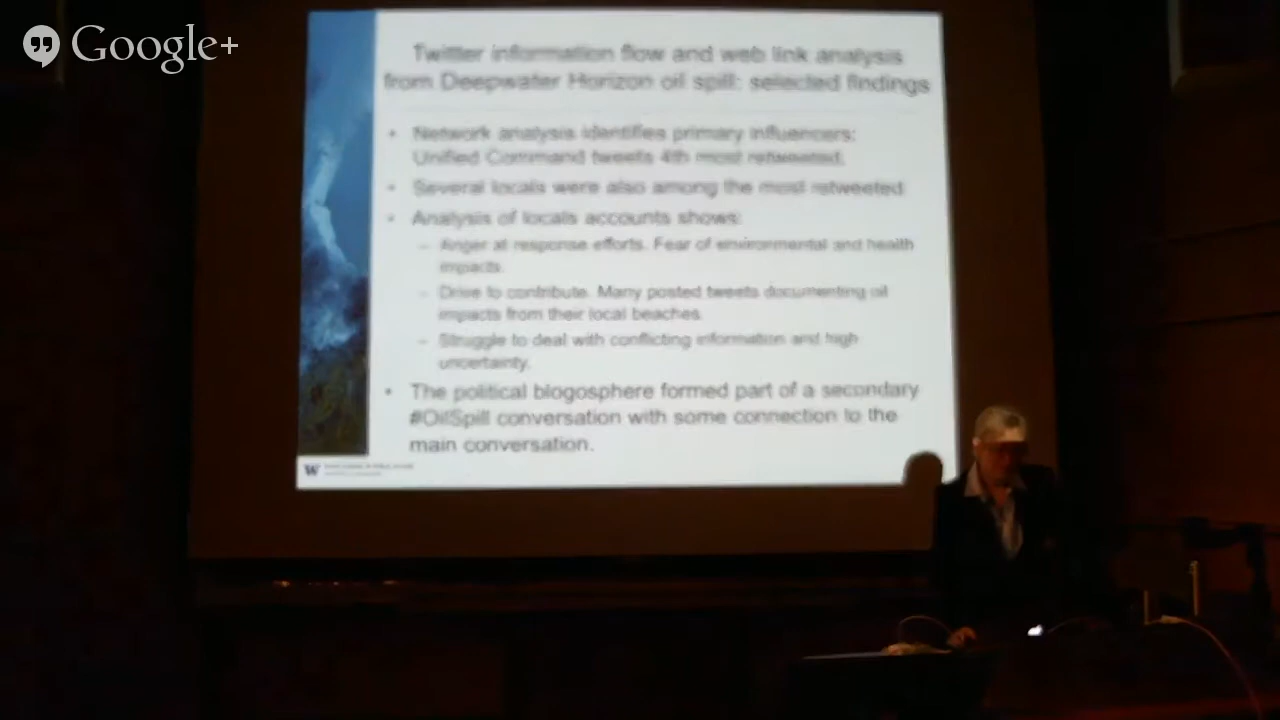 Google+
Twitter information flow and web link analysis
from Deepwater Horizon oil spill: selected findings
• Network analysis identifies primary influencers:
Unified Command tweets 4th most retweeted.
• Several locals were also among the most retweeted
• Analysis of locals accounts shows:
– Anger at response efforts. Fear of environmental and health
impacts.
– Drive to contribute. Many posted tweets documenting oil
impacts from their local beaches.
– Struggle to deal with conflicting information and high
uncertainty.
• The political blogosphere formed part of a secondary
#OilSpill conversation with some connection to the
main conversation.
W